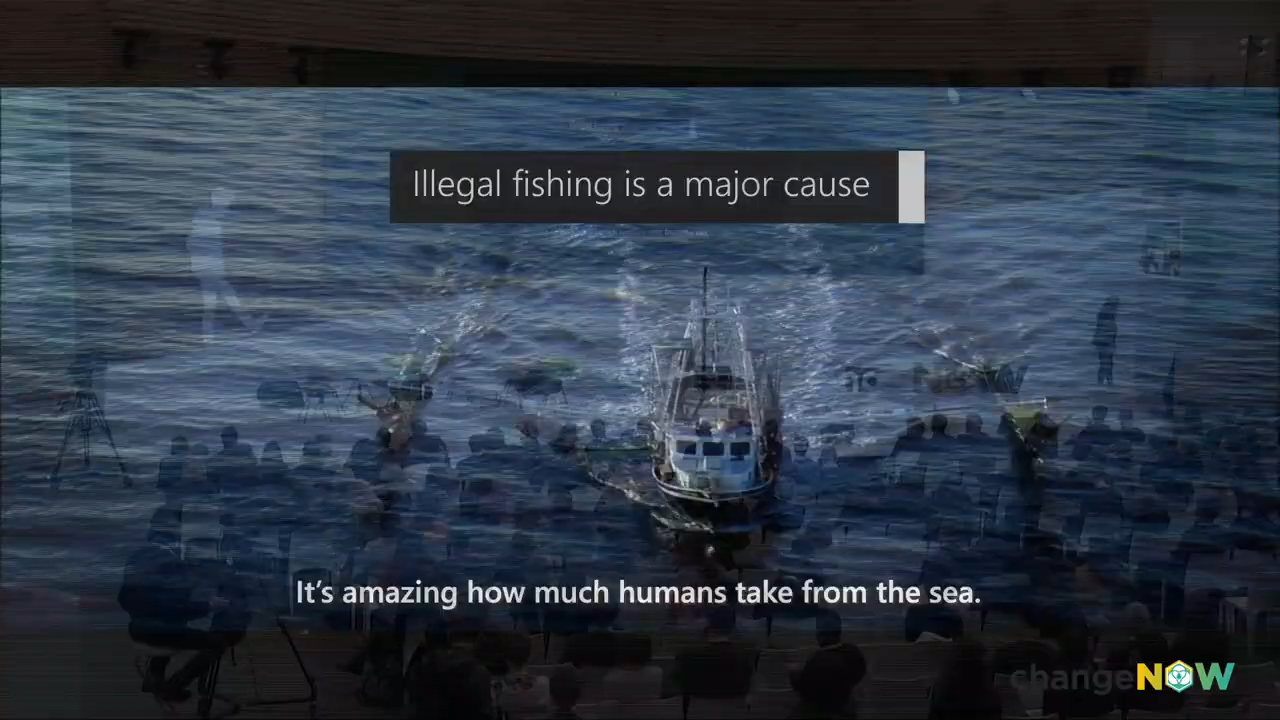 Illegal fishing is a major cause
It's amazing how much humans take from the sea.
changeNOW